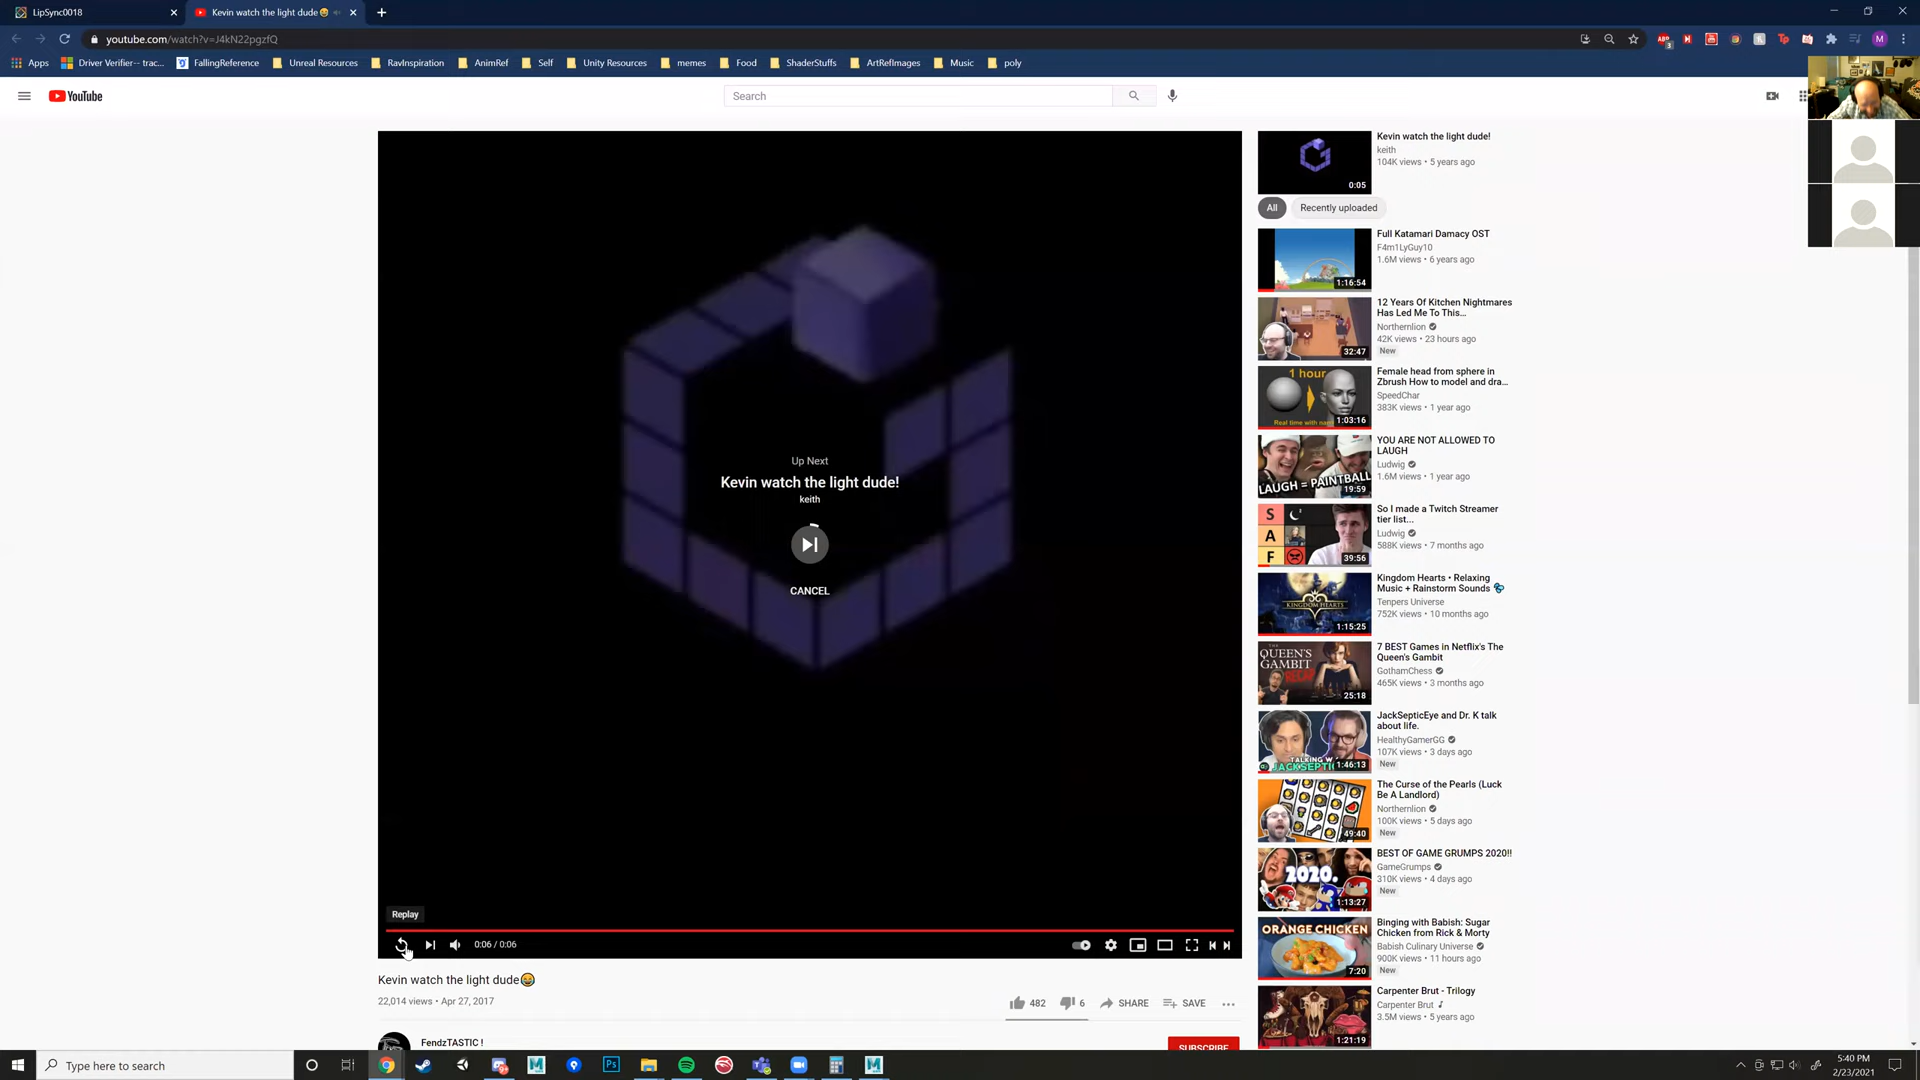 LipSync0018
Kevin watch the light dude😂
youtube.com/watch?v=J4kN22pgzfQ
Apps
Driver Verifier-- trac...
FallingReference
Unreal Resources
RavInspiration
AnimRef
Self
Unity Resources
memes
Food
ShaderStuffs
ArtRefImages
Music
poly
YouTube
Search
Up Next
Kevin watch the light dude!
keith
CANCEL
Replay
0:06 / 0:06
Kevin watch the light dude😂
22,014 views • Apr 27, 2017
482
6
SHARE
SAVE
FendzTASTIC !
SUBSCRIBE
Kevin watch the light dude!
keith
104K views • 5 years ago
0:05
All
Recently uploaded
Full Katamari Damacy OST
F4m1LyGuy10
1.6M views • 6 years ago
1:16:54
12 Years Of Kitchen Nightmares
Has Led Me To This...
Northernlion
42K views • 23 hours ago
New
32:47
1 hour
Female head from sphere in
Zbrush How to model and dra...
SpeedChar
383K views • 1 year ago
1:03:16
YOU ARE NOT ALLOWED TO
LAUGH
Ludwig
1.6M views • 1 year ago
LAUGH = PAINTBALL
19:59
So I made a Twitch Streamer
tier list...
Ludwig
588K views • 7 months ago
S
A
F
39:56
Kingdom Hearts • Relaxing
Music + Rainstorm Sounds
Tenpers Universe
752K views • 10 months ago
KINGDOM HEARTS
1:15:25
7 BEST Games in Netflix's The
Queen's Gambit
GothamChess
465K views • 3 months ago
THE
QUEEN'S
GAMBIT
RECAP
25:18
JackSepticEye and Dr. K talk
about life.
HealthyGamerGG
107K views • 3 days ago
New
TALKING W
JACKSEPTI
1:46:13
The Curse of the Pearls (Luck
Be A Landlord)
Northernlion
100K views • 5 days ago
New
49:40
BEST OF GAME GRUMPS 2020!!
GameGrumps
310K views • 4 days ago
New
2020.
1:13:27
Binging with Babish: Sugar
Chicken from Rick & Morty
Babish Culinary Universe
900K views • 11 hours ago
New
ORANGE CHICKEN
7:20
Carpenter Brut - Trilogy
Carpenter Brut
3.5M views • 5 years ago
1:21:19
Type here to search
5:40 PM
2/23/2021